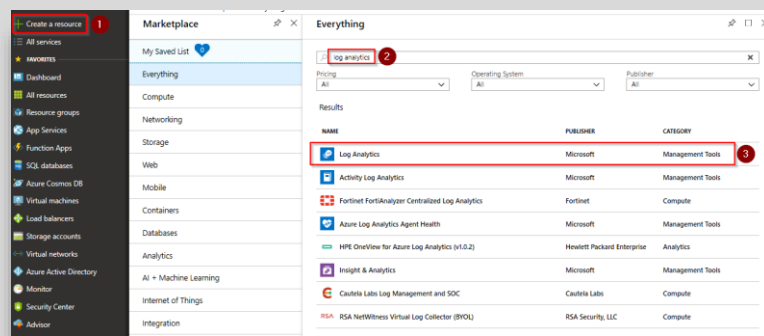 Create a resource 1
All services
FAVORITES
Dashboard
All resources
Resource groups
App Services
Function Apps
SQL databases
Azure Cosmos DB
Virtual machines
Load balancers
Storage accounts
Virtual networks
Azure Active Directory
Monitor
Security Center
Advisor
Marketplace
My Saved List 0
Everything
Compute
Networking
Storage
Web
Mobile
Containers
Databases
Analytics
AI + Machine Learning
Internet of Things
Integration
Everything
log analytics 2
Pricing Operating System Publisher
All All All
Results
NAME PUBLISHER CATEGORY
Log Analytics Microsoft Management Tools 3
Activity Log Analytics Microsoft Management Tools
Fortinet FortiAnalyzer Centralized Log Analytics Fortinet Compute
Azure Log Analytics Agent Health Microsoft Management Tools
HPE OneView for Azure Log Analytics (v1.0.2) Hewlett Packard Enterprise Analytics
Insight & Analytics Microsoft Management Tools
Cautela Labs Log Management and SOC Cautela Labs Compute
RSA RSA NetWitness Virtual Log Collector (BYOL) RSA Security, LLC Compute